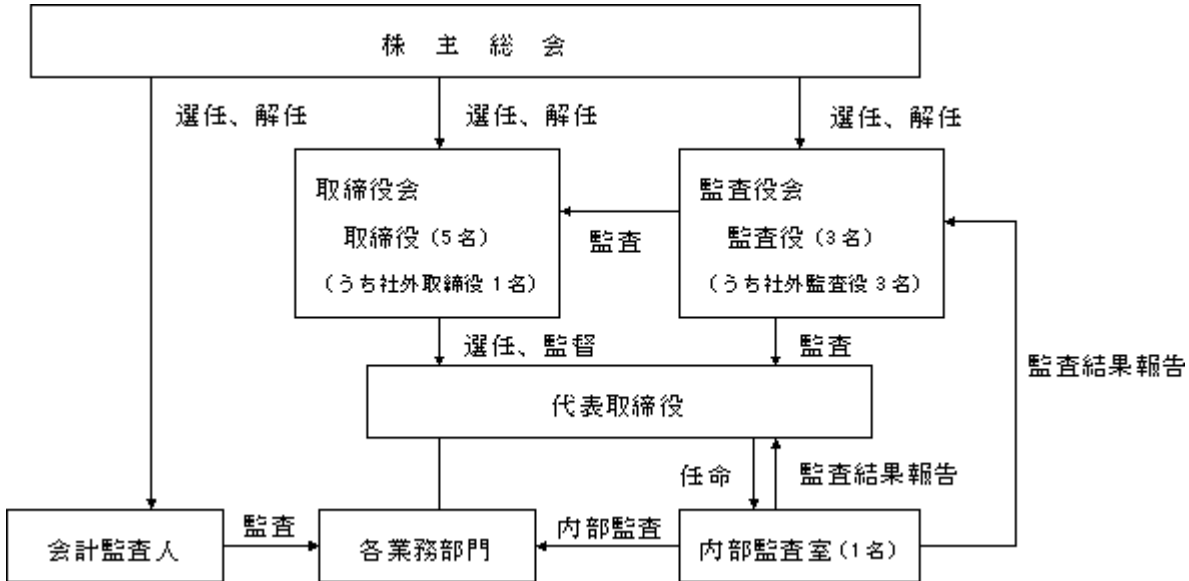 株主総会
選任、解任
選任、解任
選任、解任
取締役会
取締役(5名)
(うち社外取締役1名)
監査
監査役会
監査役(3名)
(うち社外監査役3名)
選任、監督
監査
監査結果報告
代表取締役
任命
監査結果報告
会計監査人
監査
各業務部門
内部監査
内部監査室(1名)